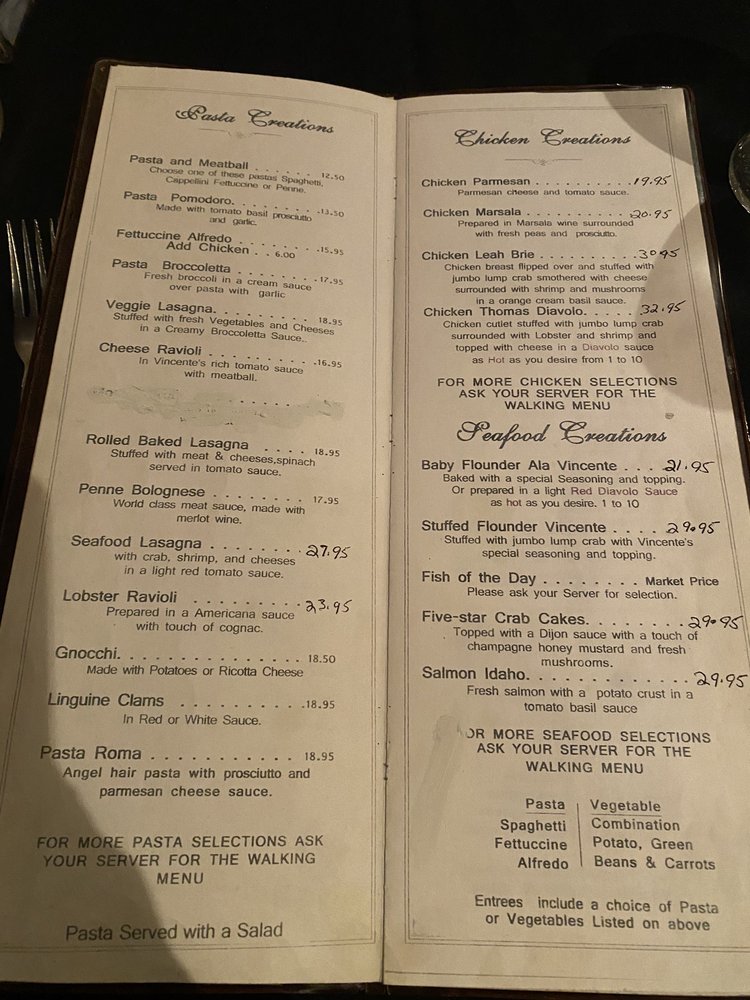 Pasta Creations
Pasta and Meatball . . . . . . 12.50
Choose one of these pastas Spaghetti,
Cappellini Fettuccine or Penne.
Pasta Pomodoro. . . . . . . . .13.50
Made with tomato basil prosciutto
and garlic.
Fettuccine Alfredo . . . . . . . .15.95
Add Chicken . . 6.00
Pasta Broccoletta . . . . . . . .17.95
Fresh broccoli in a cream sauce
over pasta with garlic
Veggie Lasagna. . . . . . . . . 18.95
Stuffed with fresh Vegetables and Cheeses
in a Creamy Broccoletta Sauce..
Cheese Ravioli . . . . . . . . .16.95
In Vincente's rich tomato sauce
with meatball.
Rolled Baked Lasagna . . . . 18.95
Stuffed with meat & cheeses,spinach
served in tomato sauce.
Penne Bolognese . . . . . . . . 17.95
World class meat sauce, made with
merlot wine.
Seafood Lasagna . . . . . . . . 27.95
with crab, shrimp, and cheeses
in a light red tomato sauce.
Lobster Ravioli . . . . . . . . . 23.95
Prepared in a Americana sauce
with touch of cognac.
Gnocchi. . . . . . . . . . . . . . 18.50
Made with Potatoes or Ricotta Cheese
Linguine Clams . . . . . . . . . .18.95
In Red or White Sauce.
Pasta Roma . . . . . . . . . . . 18.95
Angel hair pasta with prosciutto and
parmesan cheese sauce.
FOR MORE PASTA SELECTIONS ASK
YOUR SERVER FOR THE WALKING
MENU
Pasta Served with a Salad
Chicken Creations
Chicken Parmesan . . . . . . . . . .19.95
Parmesan cheese and tomato sauce.
Chicken Marsala . . . . . . . . . . 20.95
Prepared in Marsala wine surrounded
with fresh peas and prosciutto.
Chicken Leah Brie . . . . . . . . . . 30.95
Chicken breast flipped over and stuffed with
jumbo lump crab smothered with cheese
surrounded with shrimp and mushrooms
in a orange cream basil sauce.
Chicken Thomas Diavolo. . . . . . 32.95
Chicken cutlet stuffed with jumbo lump crab
surrounded with Lobster and shrimp and
topped with cheese in a Diavolo sauce
as Hot as you desire from 1 to 10
FOR MORE CHICKEN SELECTIONS
ASK YOUR SERVER FOR THE
WALKING MENU
Seafood Creations
Baby Flounder Ala Vincente . . . 21.95
Baked with a special Seasoning and topping.
Or prepared in a light Red Diavolo Sauce
as hot as you desire. 1 to 10
Stuffed Flounder Vincente . . . . 29.95
Stuffed with jumbo lump crab with Vincente's
special seasoning and topping.
Fish of the Day . . . . . . . . Market Price
Please ask your Server for selection.
Five-star Crab Cakes. . . . . . . . 29.95
Topped with a Dijon sauce with a touch of
champagne honey mustard and fresh
mushrooms.
Salmon Idaho. . . . . . . . . . . . . . 29.95
Fresh salmon with a potato crust in a
tomato basil sauce
OR MORE SEAFOOD SELECTIONS
ASK YOUR SERVER FOR THE
WALKING MENU
Pasta Vegetable
Spaghetti Combination
Fettuccine Potato, Green
Alfredo Beans & Carrots
Entrees include a choice of Pasta
or Vegetables Listed on above